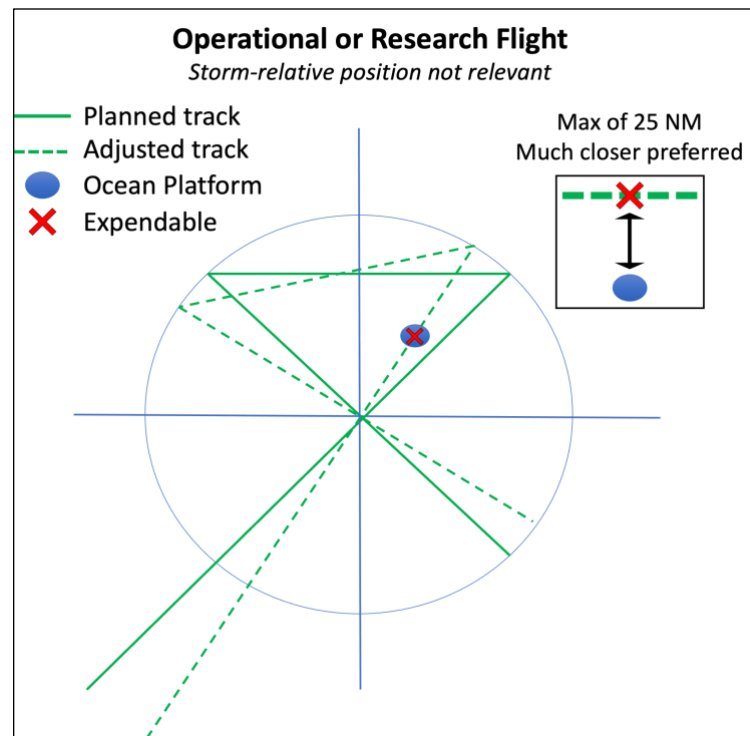 Operational or Research Flight
Storm-relative position not relevant
Planned track
Adjusted track
Ocean Platform
Expendable
Max of 25 NM
Much closer preferred